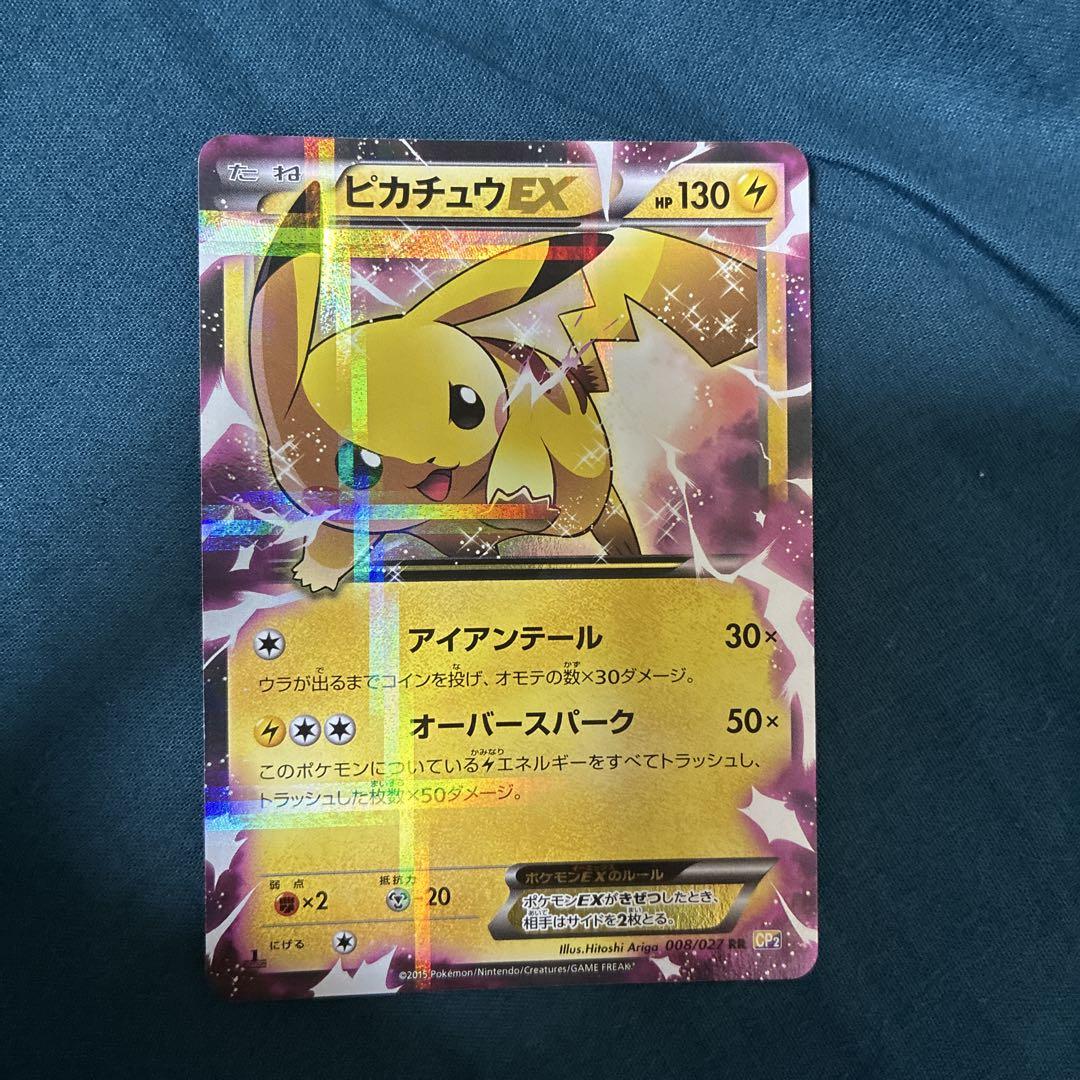 たね ピカチュウEX HP 130
アイアンテール 30×
ウラが出るまでコインを投げ、オモテの数×30ダメージ。
オーバースパーク 50×
このポケモンについているエネルギーをすべてトラッシュし、
トラッシュした枚数×50ダメージ。
弱点 抵抗力
×2 -20
にげる
ポケモンEXのルール
ポケモンEXがきぜつしたとき、
相手はサイドを2枚とる。
Illus.Hitoshi Ariga 008/027 RR CP2
©2015 Pokémon/Nintendo/Creatures/GAME FREAK